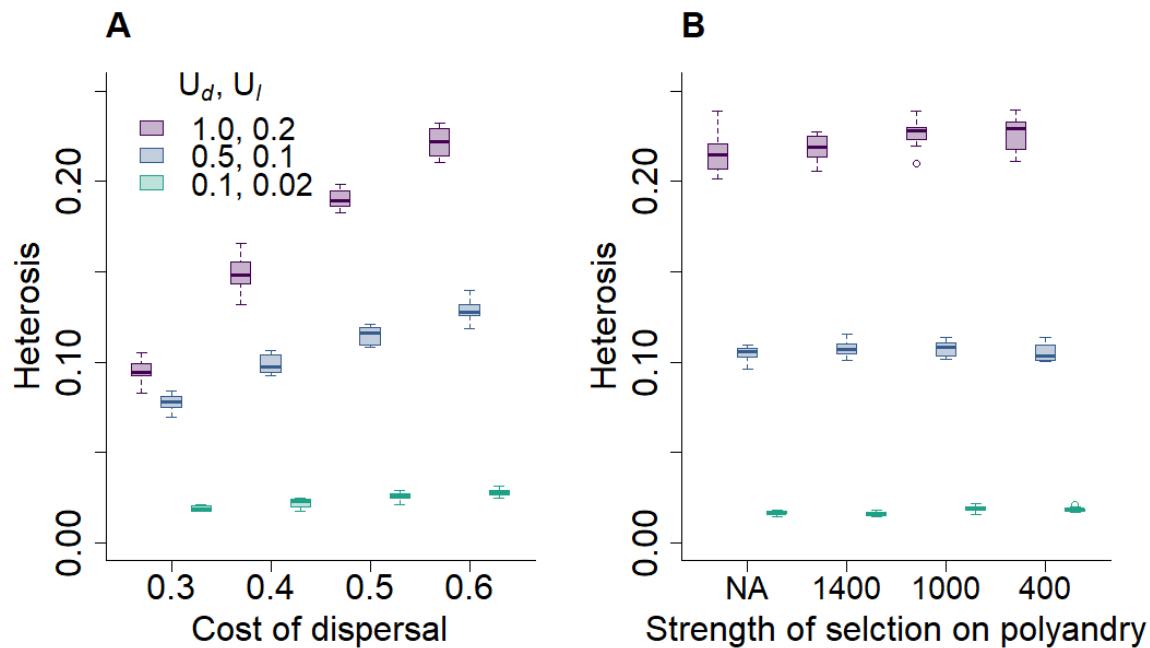 A
U_d, U_l
1.0, 0.2
0.5, 0.1
0.1, 0.02
Heterosis
0.20
0.10
0.00
0.3 0.4 0.5 0.6
Cost of dispersal
B
Heterosis
0.20
0.10
0.00
NA 1400 1000 400
Strength of selction on polyandry